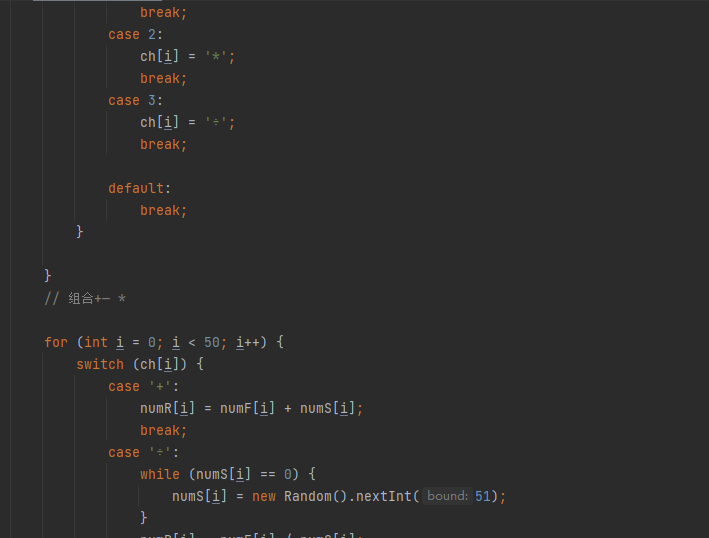 break;
case 2:
ch[i] = '*';
break;
case 3:
ch[i] = '÷';
break;
default:
break;
}
}
// 组合+- *
for (int i = 0; i < 50; i++) {
switch (ch[i]) {
case '+':
numR[i] = numF[i] + numS[i];
break;
case '÷':
while (numS[i] == 0) {
numS[i] = new Random().nextInt( bound: 51);
}
numR[i] = numF[i] / numS[i];